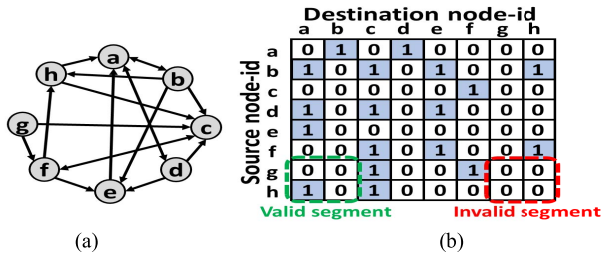 Destination node-id
a b c d e f g h
Source node-id
a 0 1 0 1 0 0 0 0
b 1 0 1 0 1 0 0 1
c 0 0 0 0 0 1 0 0
d 1 0 1 0 1 0 0 0
e 1 0 0 0 0 0 0 0
f 0 0 1 0 1 0 0 1
g 0 0 1 0 0 1 0 0
h 1 0 1 0 0 0 0 0
Valid segment
Invalid segment
a
h
b
g
c
f
d
e
(a)
(b)